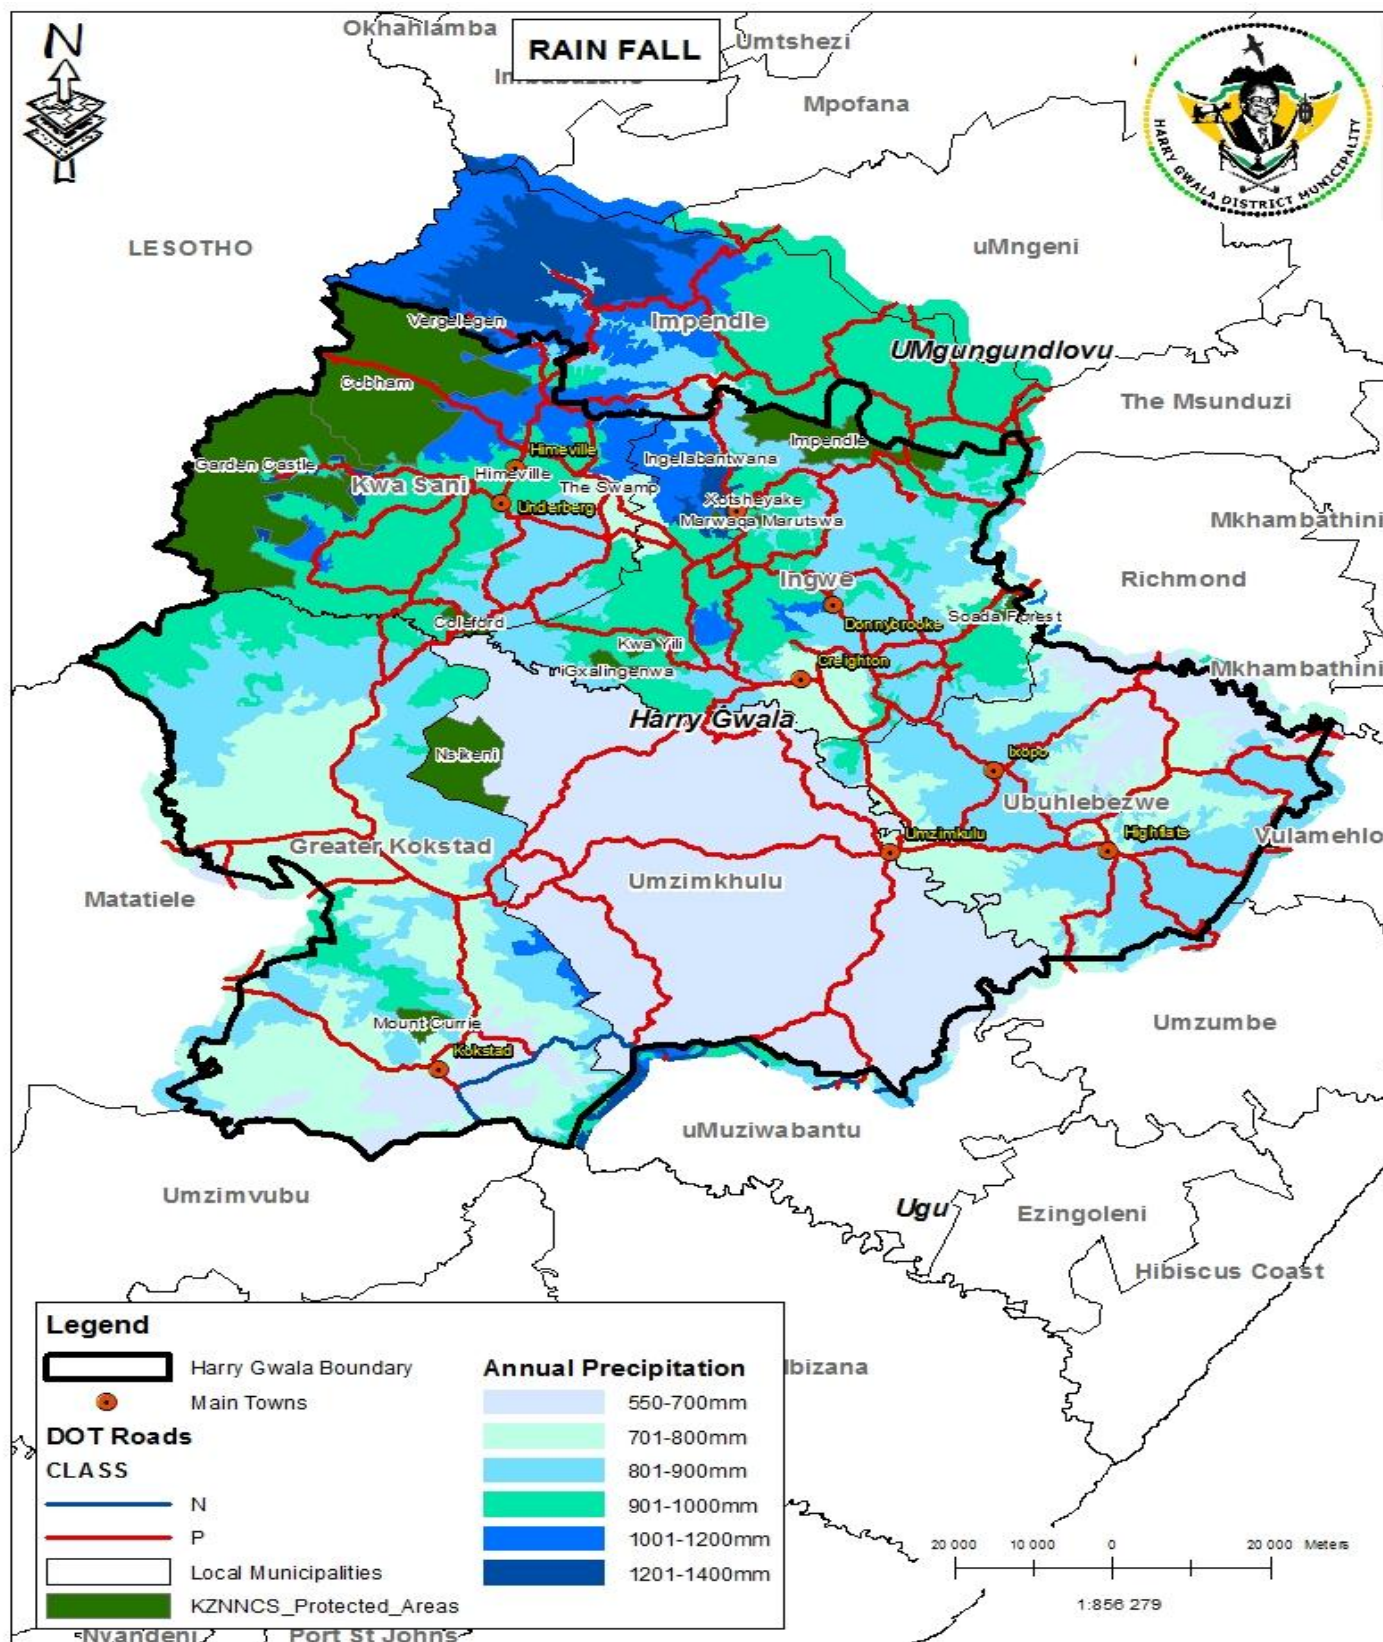 N
RAIN FALL
Okhahlamba
Umtshezi
Mpofana
HARRY GWALA DISTRICT MUNICIPALITY
LESOTHO
uMngeni
Vergelegen
Impendle
UMgungundlovu
Cobham
The Msunduzi
Impendle
Himeville
Ingelabantwana
Garden Castle
Himeville
Kwa Sani
The Swamp
Xotsheyake
Underberg
Marwaqa Marutswa
Mkhambathini
Ingwe
Richmond
Coleford
Donnybrooke
Soada Forest
Kwa Yili
iGxalingenwa
Creighton
Mkhambathini
Harry Gwala
Nsikeni
Ixopo
Ubuhlebezwe
Greater Kokstad
Umzimkulu
Highflats
Vulamehlo
Umzimkhulu
Matatiele
Mount Currie
Umzumbe
Kokstad
uMuziwabantu
Umzimvubu
Ugu
Ezingoleni
Hibiscus Coast
Legend
Harry Gwala Boundary
Main Towns
DOT Roads
CLASS
N
P
Local Municipalities
KZNNCS_Protected_Areas
Annual Precipitation
550-700mm
701-800mm
801-900mm
901-1000mm
1001-1200mm
1201-1400mm
lbizana
20 000 10 000 0 20 000 Meters
1:856 279
Nyandeni
Port St Johns